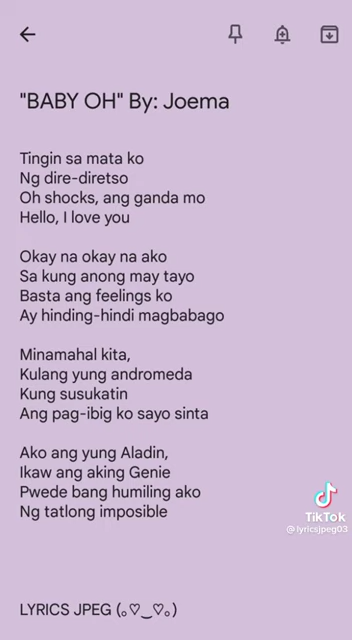 "BABY OH" By: Joema
Tingin sa mata ko
Ng dire-diretso
Oh shocks, ang ganda mo
Hello, I love you
Okay na okay na ako
Sa kung anong may tayo
Basta ang feelings ko
Ay hinding-hindi magbabago
Minamahal kita,
Kulang yung andromeda
Kung susukatin
Ang pag-ibig ko sayo sinta
Ako ang yung Aladin,
Ikaw ang aking Genie
Pwede bang humiling ako
Ng tatlong imposible
TikTok
@lyricsjpeg03
LYRICS JPEG (｡♡‿♡｡)